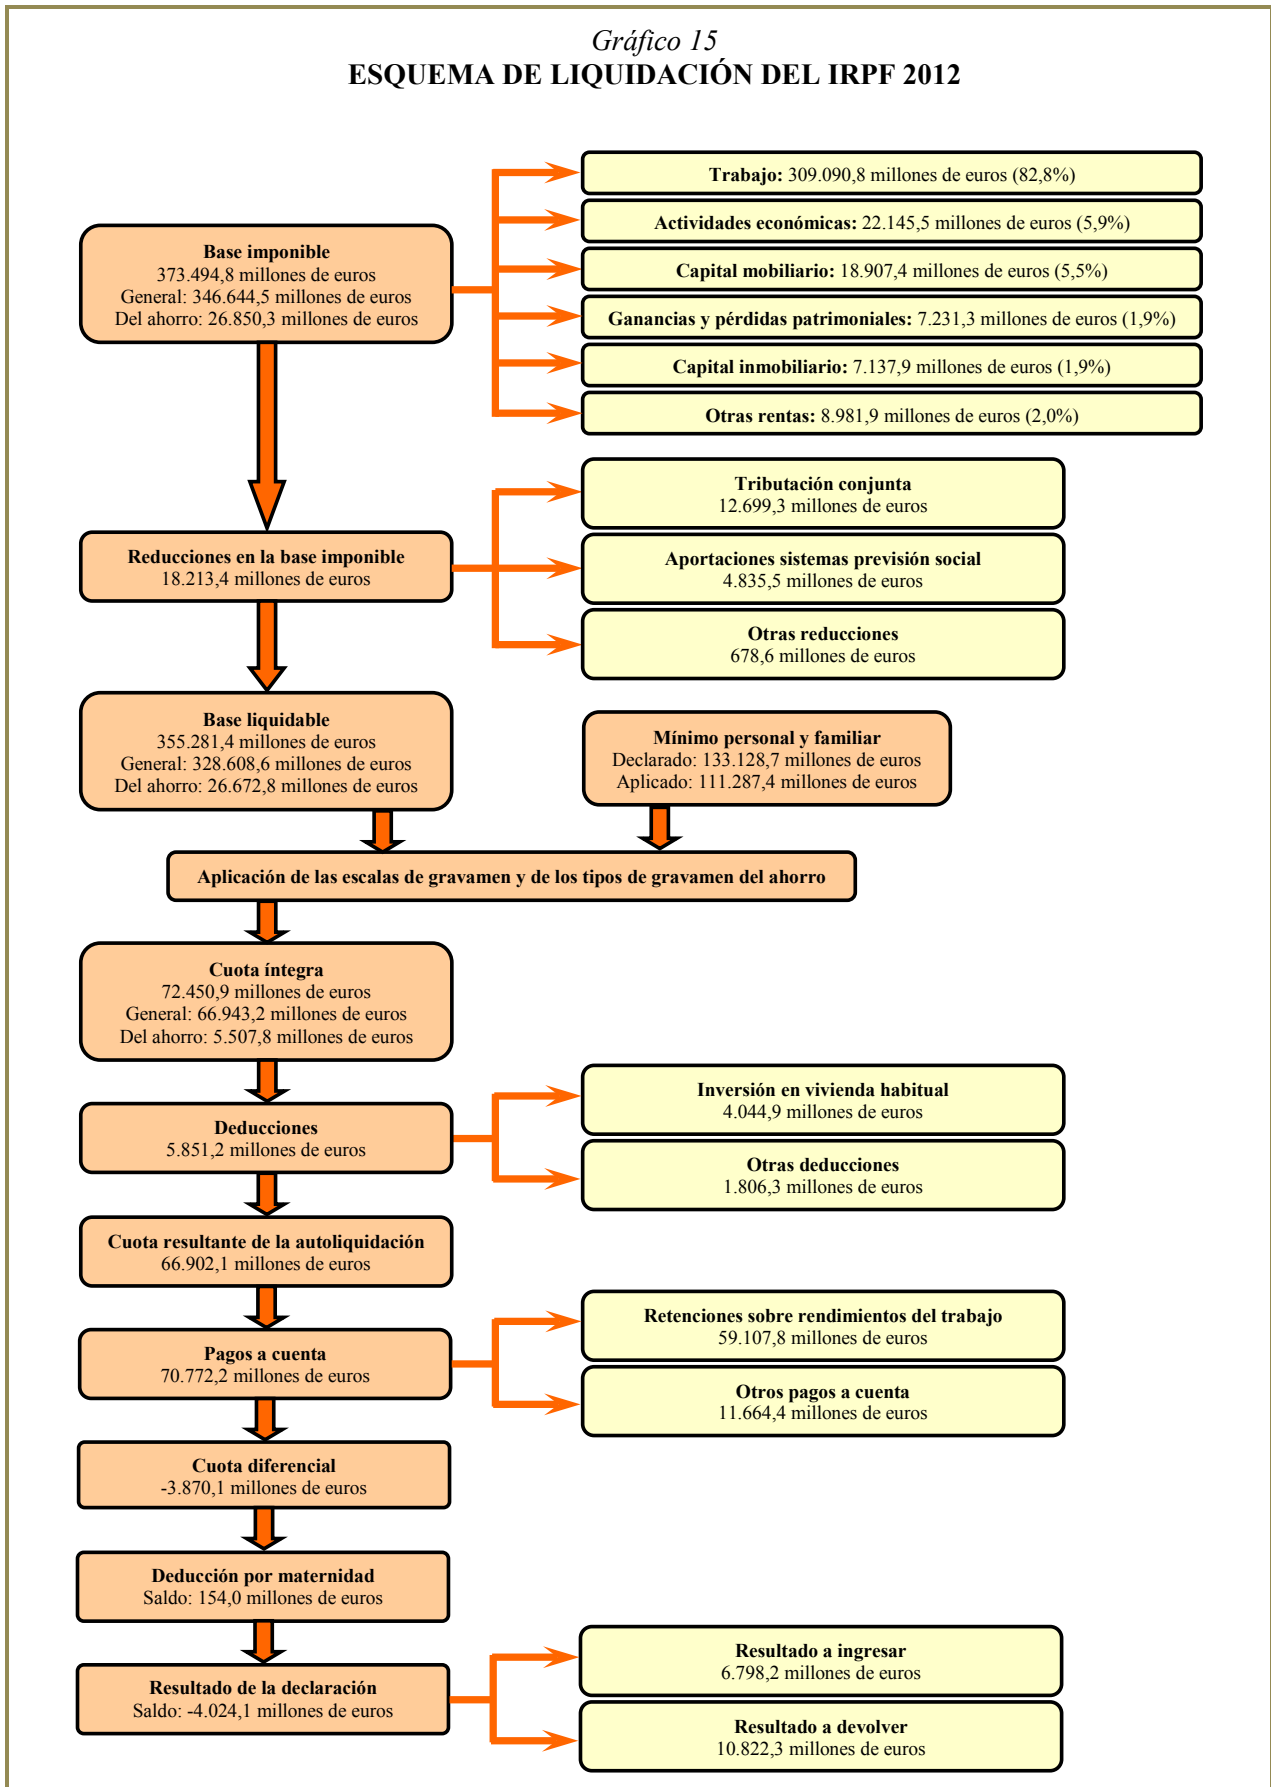 Gráfico 15
ESQUEMA DE LIQUIDACIÓN DEL IRPF 2012
Trabajo: 309.090,8 millones de euros (82,8%)
Actividades económicas: 22.145,5 millones de euros (5,9%)
Base imponible
373.494,8 millones de euros
General: 346.644,5 millones de euros
Del ahorro: 26.850,3 millones de euros
Capital mobiliario: 18.907,4 millones de euros (5,5%)
Ganancias y pérdidas patrimoniales: 7.231,3 millones de euros (1,9%)
Capital inmobiliario: 7.137,9 millones de euros (1,9%)
Otras rentas: 8.981,9 millones de euros (2,0%)
Tributación conjunta
12.699,3 millones de euros
Reducciones en la base imponible
18.213,4 millones de euros
Aportaciones sistemas previsión social
4.835,5 millones de euros
Otras reducciones
678,6 millones de euros
Base liquidable
355.281,4 millones de euros
General: 328.608,6 millones de euros
Del ahorro: 26.672,8 millones de euros
Mínimo personal y familiar
Declarado: 133.128,7 millones de euros
Aplicado: 111.287,4 millones de euros
Aplicación de las escalas de gravamen y de los tipos de gravamen del ahorro
Cuota íntegra
72.450,9 millones de euros
General: 66.943,2 millones de euros
Del ahorro: 5.507,8 millones de euros
Inversión en vivienda habitual
4.044,9 millones de euros
Deducciones
5.851,2 millones de euros
Otras deducciones
1.806,3 millones de euros
Cuota resultante de la autoliquidación
66.902,1 millones de euros
Retenciones sobre rendimientos del trabajo
59.107,8 millones de euros
Pagos a cuenta
70.772,2 millones de euros
Otros pagos a cuenta
11.664,4 millones de euros
Cuota diferencial
-3.870,1 millones de euros
Deducción por maternidad
Saldo: 154,0 millones de euros
Resultado a ingresar
6.798,2 millones de euros
Resultado de la declaración
Saldo: -4.024,1 millones de euros
Resultado a devolver
10.822,3 millones de euros